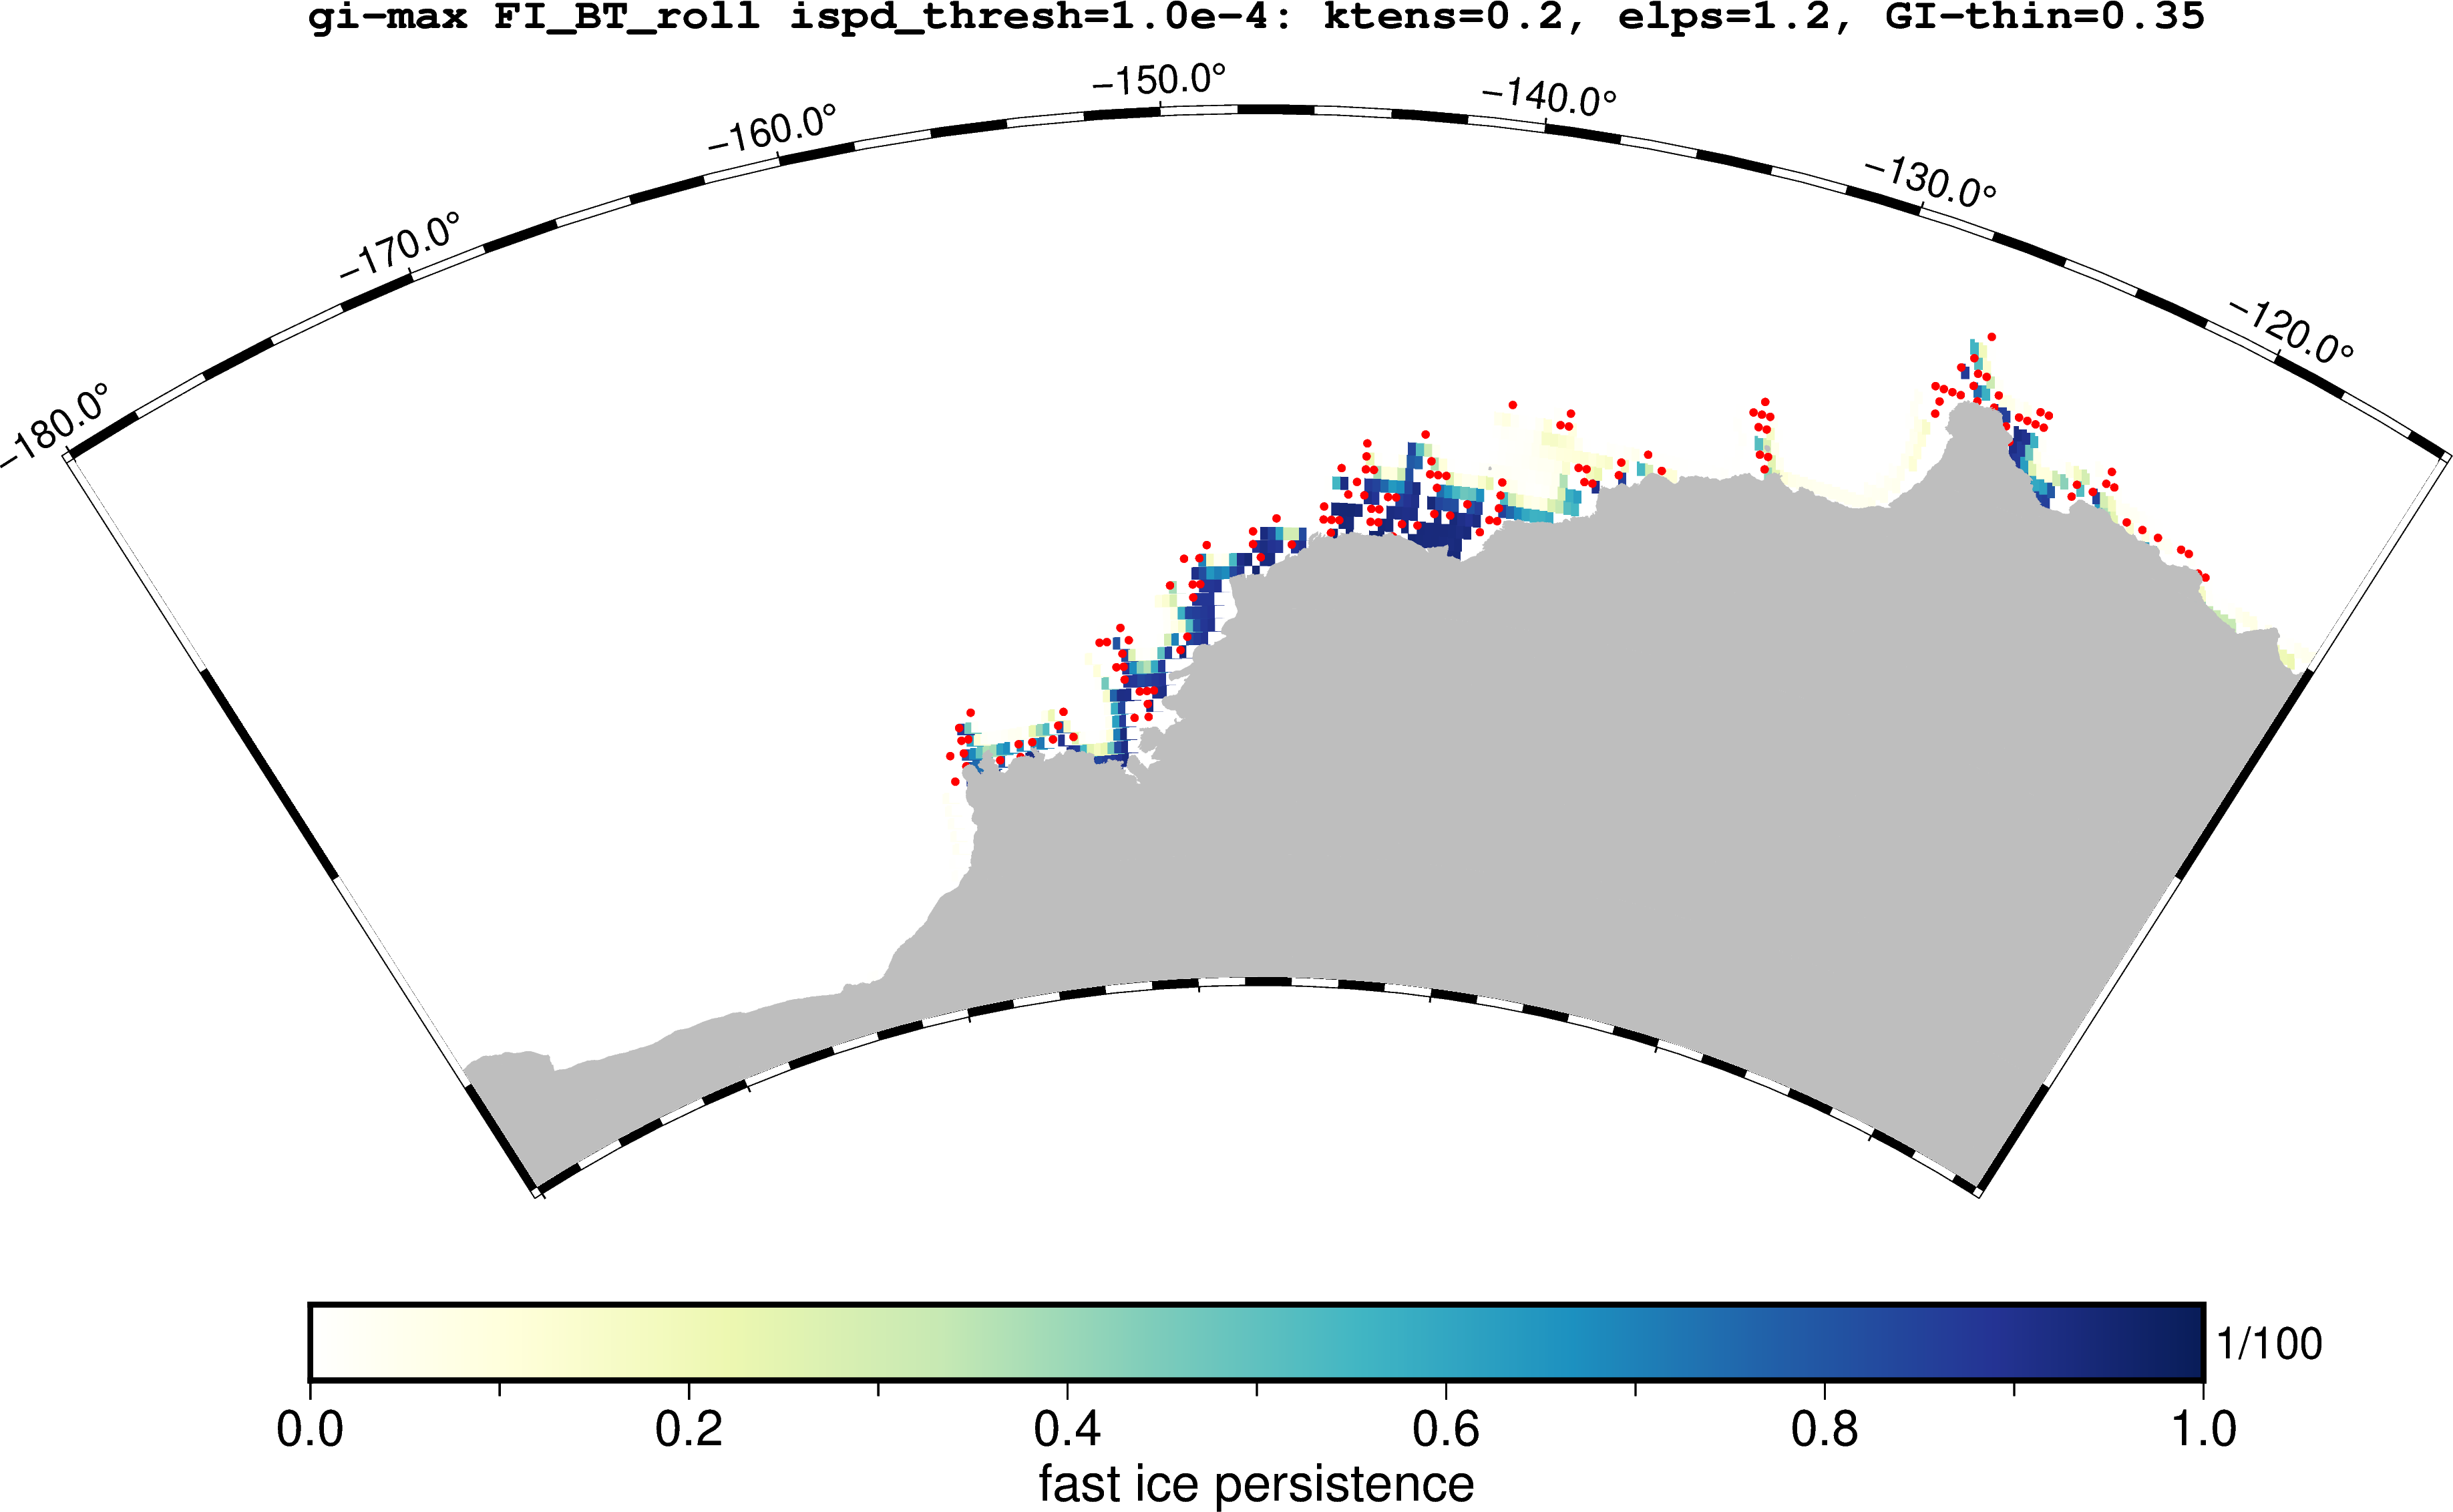 gi-max FI_BT_roll ispd_thresh=1.0e-4: ktens=0.2, elps=1.2, GI-thin=0.35
−180.0°
−170.0°
−160.0°
−150.0°
−140.0°
−130.0°
−120.0°
1/100
0.0 0.2 0.4 0.6 0.8 1.0
fast ice persistence